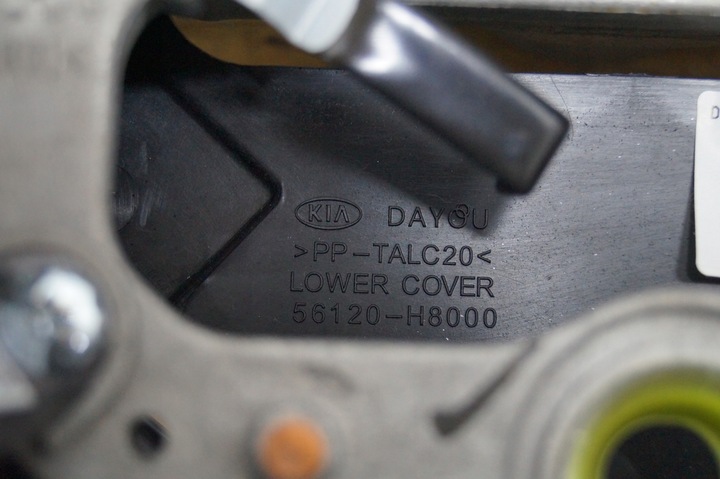 KIA DAYOU
>PP-TALC20<
LOWER COVER
56120-H8000